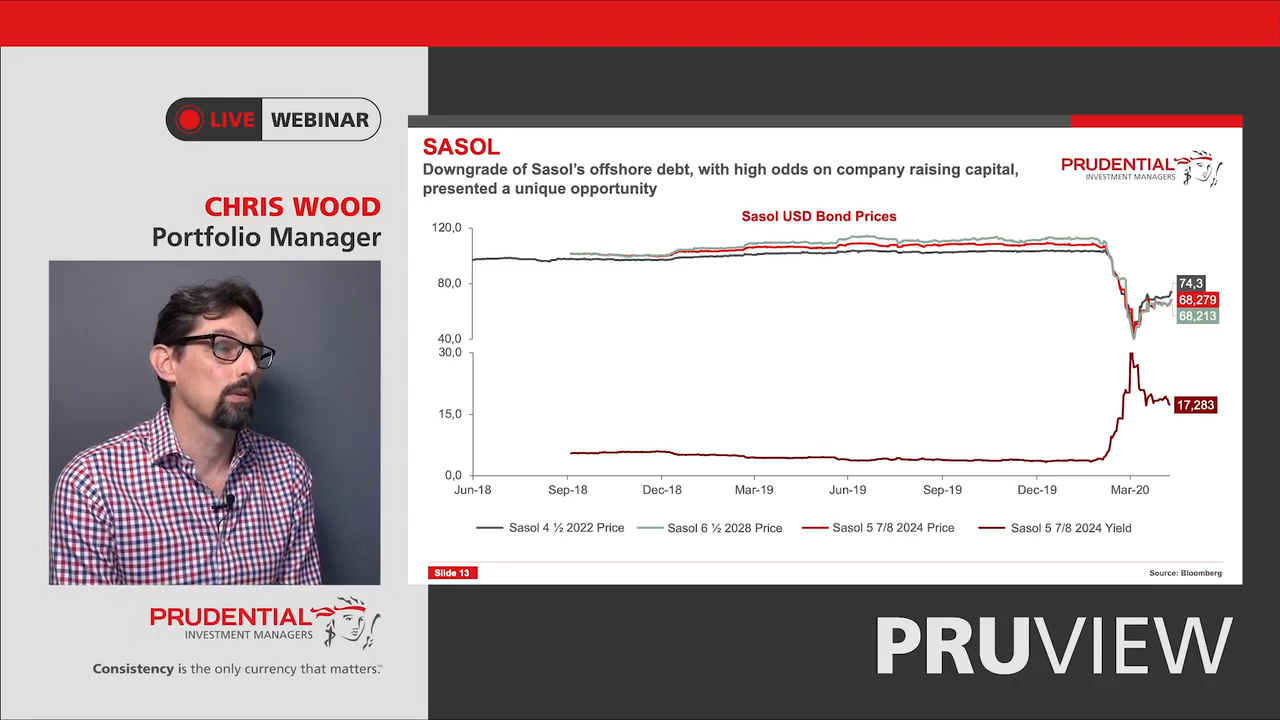 LIVE WEBINAR
CHRIS WOOD
Portfolio Manager
PRUDENTIAL
INVESTMENT MANAGERS
Consistency is the only currency that matters.™
SASOL
Downgrade of Sasol's offshore debt, with high odds on company raising capital,
presented a unique opportunity
PRUDENTIAL
INVESTMENT MANAGERS
Sasol USD Bond Prices
120,0
80,0
40,0
74,3
68,279
68,213
30,0
15,0
0,0
17,283
Jun-18 Sep-18 Dec-18 Mar-19 Jun-19 Sep-19 Dec-19 Mar-20
Sasol 4 ½ 2022 Price Sasol 6 ½ 2028 Price Sasol 5 7/8 2024 Price Sasol 5 7/8 2024 Yield
Slide 13
Source: Bloomberg
PRUVIEW